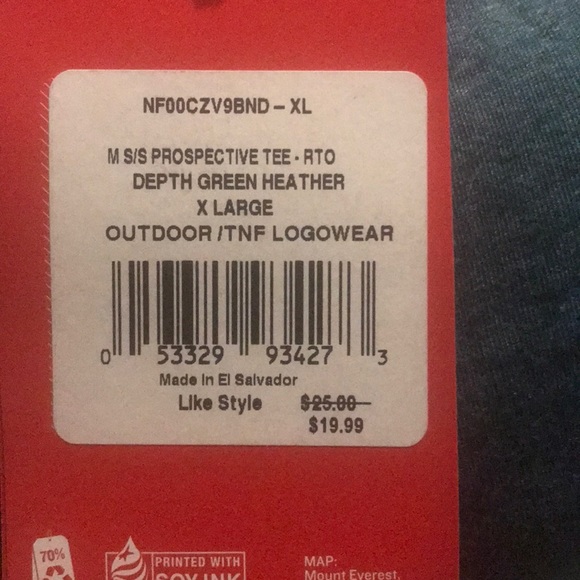 NF00CZV9BND - XL
M S/S PROSPECTIVE TEE - RTO
DEPTH GREEN HEATHER
X LARGE
OUTDOOR /TNF LOGOWEAR
0 53329 93427 3
Made in El Salvador
Like Style $25.00
$19.99
70%
PRINTED WITH
SOY INK
MAP:
Mount Everest,